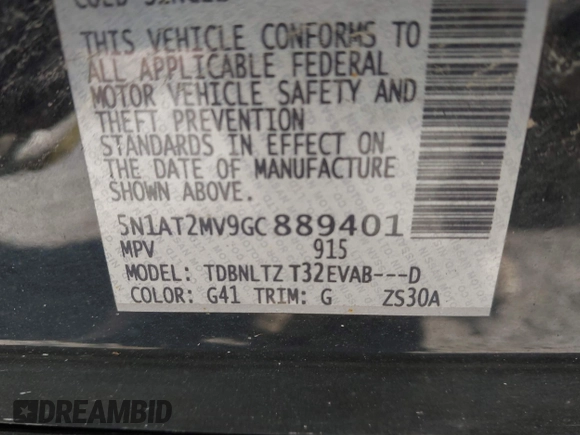 THIS VEHICLE CONFORMS TO
ALL APPLICABLE FEDERAL
MOTOR VEHICLE SAFETY AND
THEFT PREVENTION
STANDARDS IN EFFECT ON
THE DATE OF MANUFACTURE
SHOWN ABOVE.
5N1AT2MV9GC889401
MPV 915
MODEL: TDBNLTZ T32EVAB---D
COLOR: G41 TRIM: G ZS30A
DREAMBID